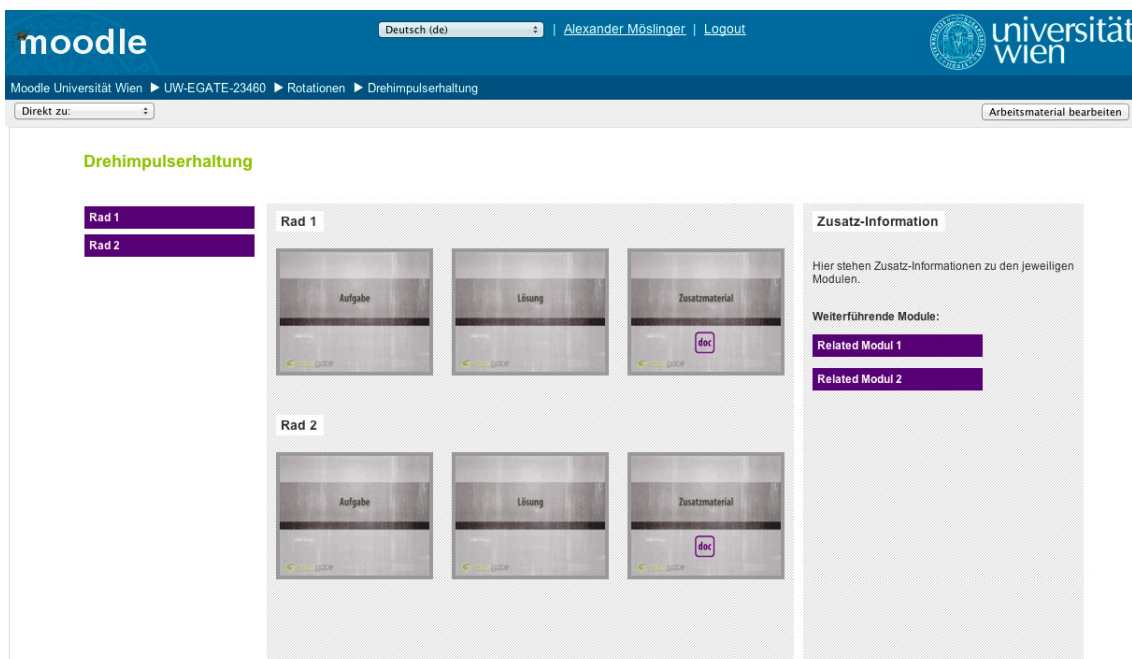 moodle
Deutsch (de) | Alexander Möslinger | Logout
universität
wien
Moodle Universität Wien ► UW-EGATE-23460 ► Rotationen ► Drehimpulserhaltung
Direkt zu:
Arbeitsmaterial bearbeiten
Drehimpulserhaltung
Rad 1
Rad 2
Rad 1
Aufgabe
Lösung
Zusatzmaterial
doc
Rad 2
Aufgabe
Lösung
Zusatzmaterial
doc
Zusatz-Information
Hier stehen Zusatz-Informationen zu den jeweiligen
Modulen.
Weiterführende Module:
Related Modul 1
Related Modul 2